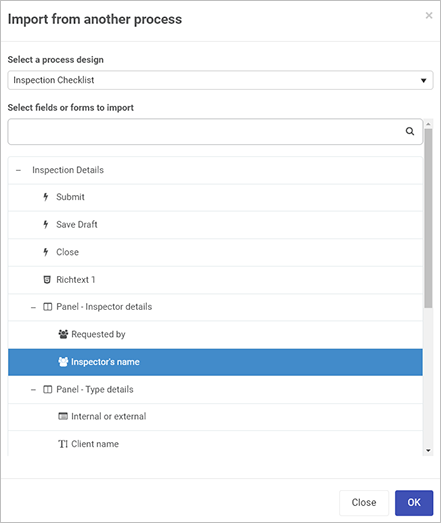 Import from another process
Select a process design
Inspection Checklist
Select fields or forms to import
Inspection Details
Submit
Save Draft
Close
Richtext 1
Panel - Inspector details
Requested by
Inspector's name
Panel - Type details
Internal or external
Client name
Close
OK